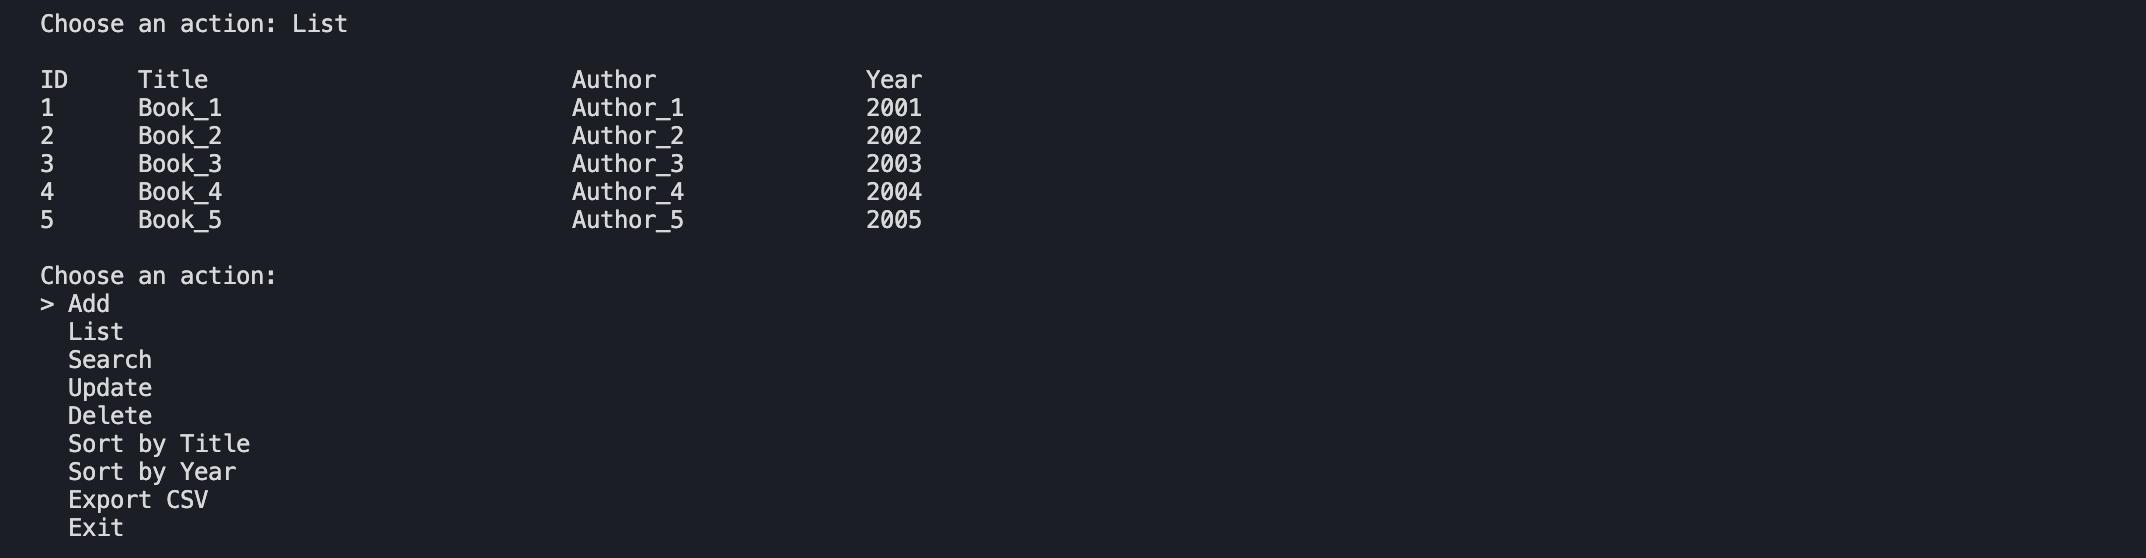 Choose an action: List
ID     Title                          Author               Year
1      Book_1                         Author_1             2001
2      Book_2                         Author_2             2002
3      Book_3                         Author_3             2003
4      Book_4                         Author_4             2004
5      Book_5                         Author_5             2005
Choose an action:
> Add
  List
  Search
  Update
  Delete
  Sort by Title
  Sort by Year
  Export CSV
  Exit